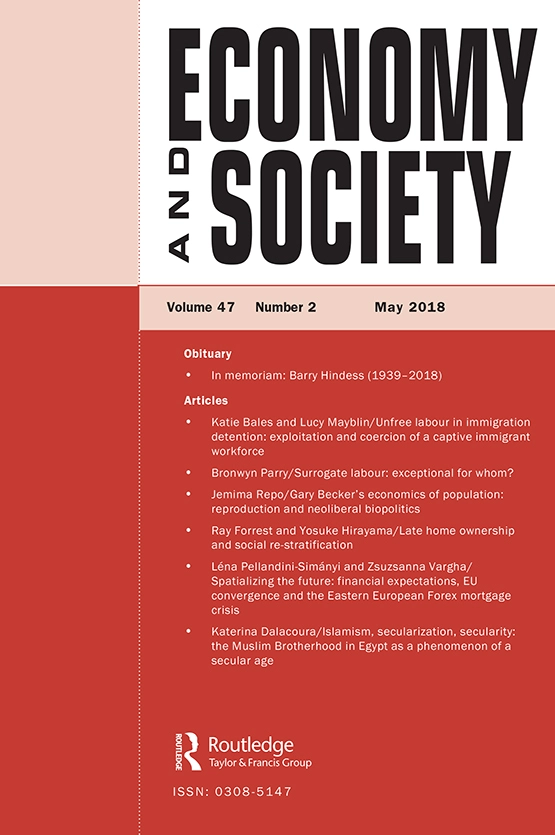 ECONOMY
AND
SOCIETY
Volume 47 Number 2 May 2018
Obituary
• In memoriam: Barry Hindess (1939–2018)
Articles
• Katie Bales and Lucy Mayblin/Unfree labour in immigration
detention: exploitation and coercion of a captive immigrant
workforce
• Bronwyn Parry/Surrogate labour: exceptional for whom?
• Jemima Repo/Gary Becker's economics of population:
reproduction and neoliberal biopolitics
• Ray Forrest and Yosuke Hirayama/Late home ownership
and social re-stratification
• Léna Pellandini-Simányi and Zsuzsanna Vargha/
Spatializing the future: financial expectations, EU
convergence and the Eastern European Forex mortgage
crisis
• Katerina Dalacoura/Islamism, secularization, secularity:
the Muslim Brotherhood in Egypt as a phenomenon of a
secular age
ROUTLEDGE
Routledge
Taylor & Francis Group
ISSN: 0308-5147